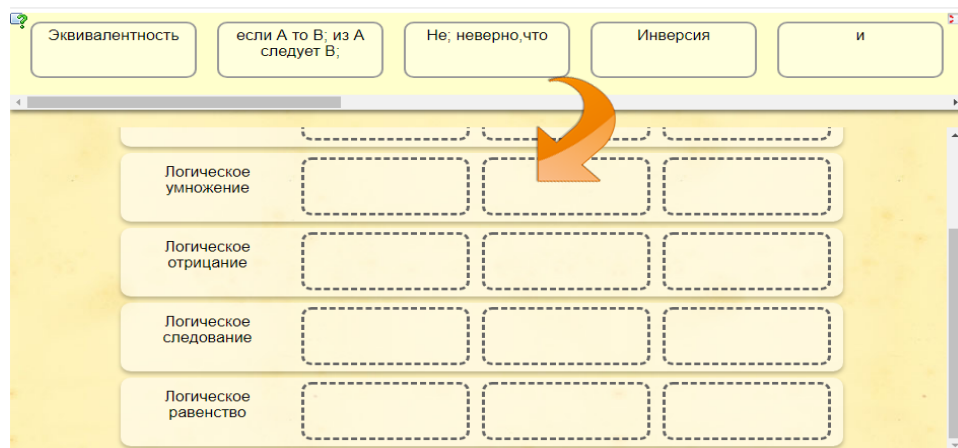 Эквивалентность
если А то В; из А
следует В;
Не; неверно,что
Инверсия
и
Логическое
умножение
Логическое
отрицание
Логическое
следование
Логическое
равенство